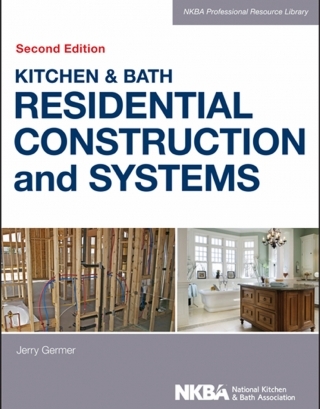 NKBA Professional Resource Library
Second Edition
KITCHEN & BATH
RESIDENTIAL
CONSTRUCTION
and SYSTEMS
Jerry Germer
NKBA
National Kitchen
& Bath Association